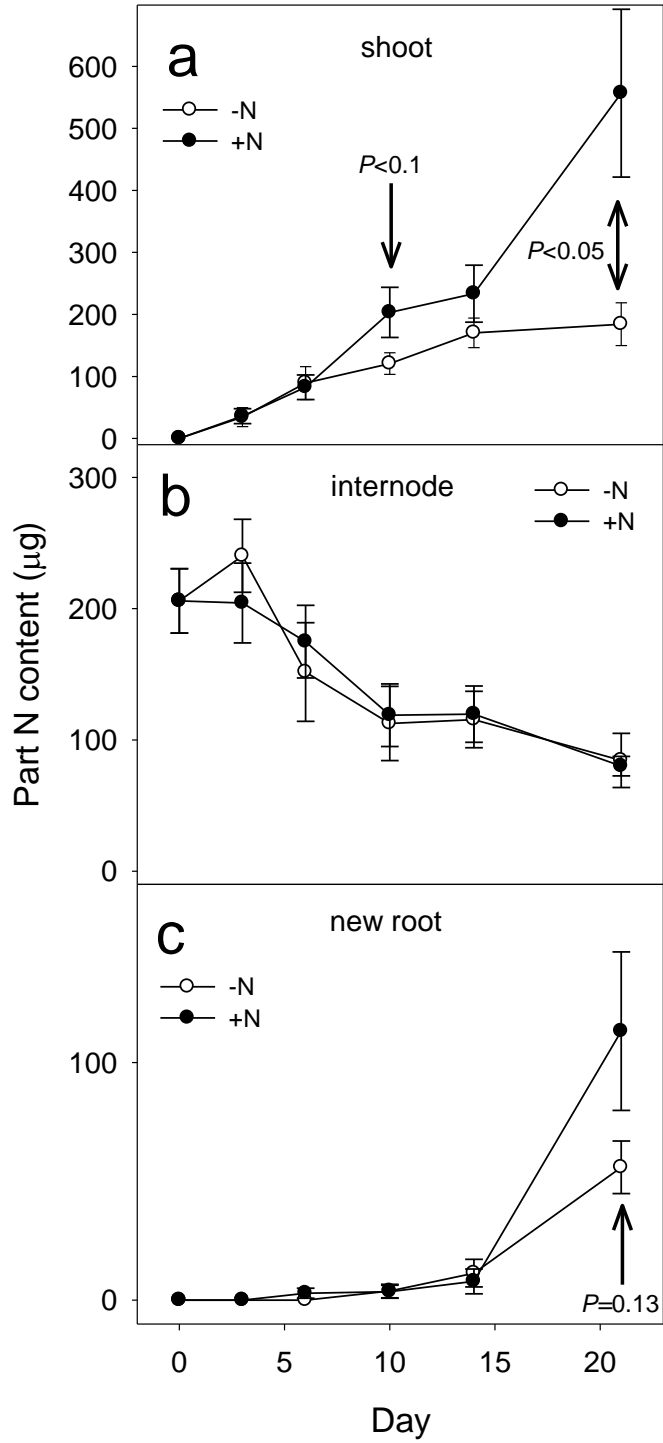 a
shoot
-N
+N
P<0.1
P<0.05
600
500
400
300
200
100
0
b
internode
-N
+N
300
200
100
0
Part N content (μg)
c
new root
-N
+N
100
0
P=0.13
0 5 10 15 20
Day